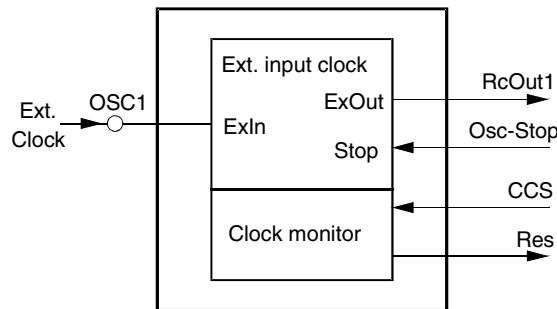 Ext. input clock
RcOut1
ExOut
OSC1
Ext.
Clock
ExIn
Osc-Stop
Stop
CCS
Clock monitor
Res